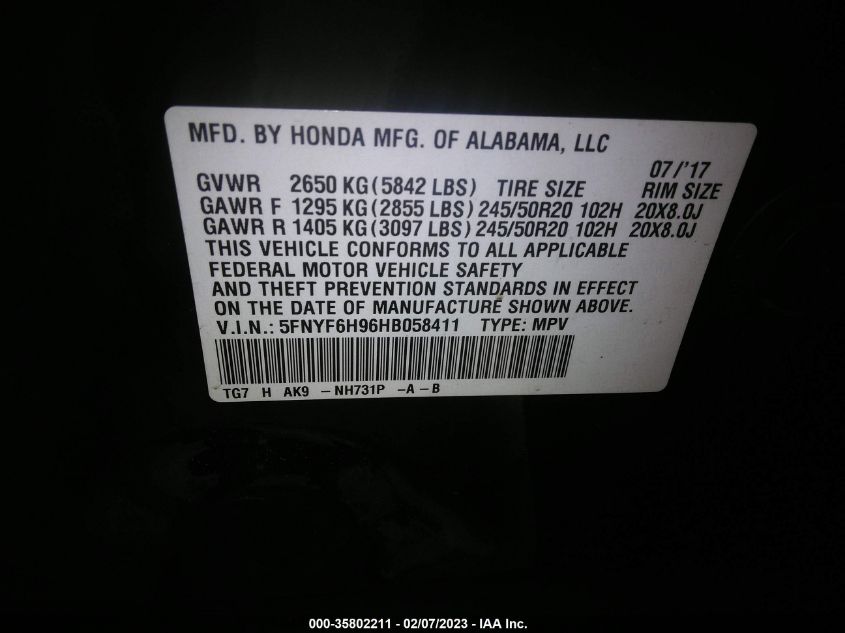 MFD. BY HONDA MFG. OF ALABAMA, LLC
07/'17
GVWR 2650 KG (5842 LBS) TIRE SIZE RIM SIZE
GAWR F 1295 KG (2855 LBS) 245/50R20 102H 20X8.0J
GAWR R 1405 KG (3097 LBS) 245/50R20 102H 20X8.0J
THIS VEHICLE CONFORMS TO ALL APPLICABLE
FEDERAL MOTOR VEHICLE SAFETY
AND THEFT PREVENTION STANDARDS IN EFFECT
ON THE DATE OF MANUFACTURE SHOWN ABOVE.
V.I.N.: 5FNYF6H96HB058411 TYPE: MPV
TG7 H AK9 -NH731P -A-B
000-35802211 - 02/07/2023 - IAA Inc.